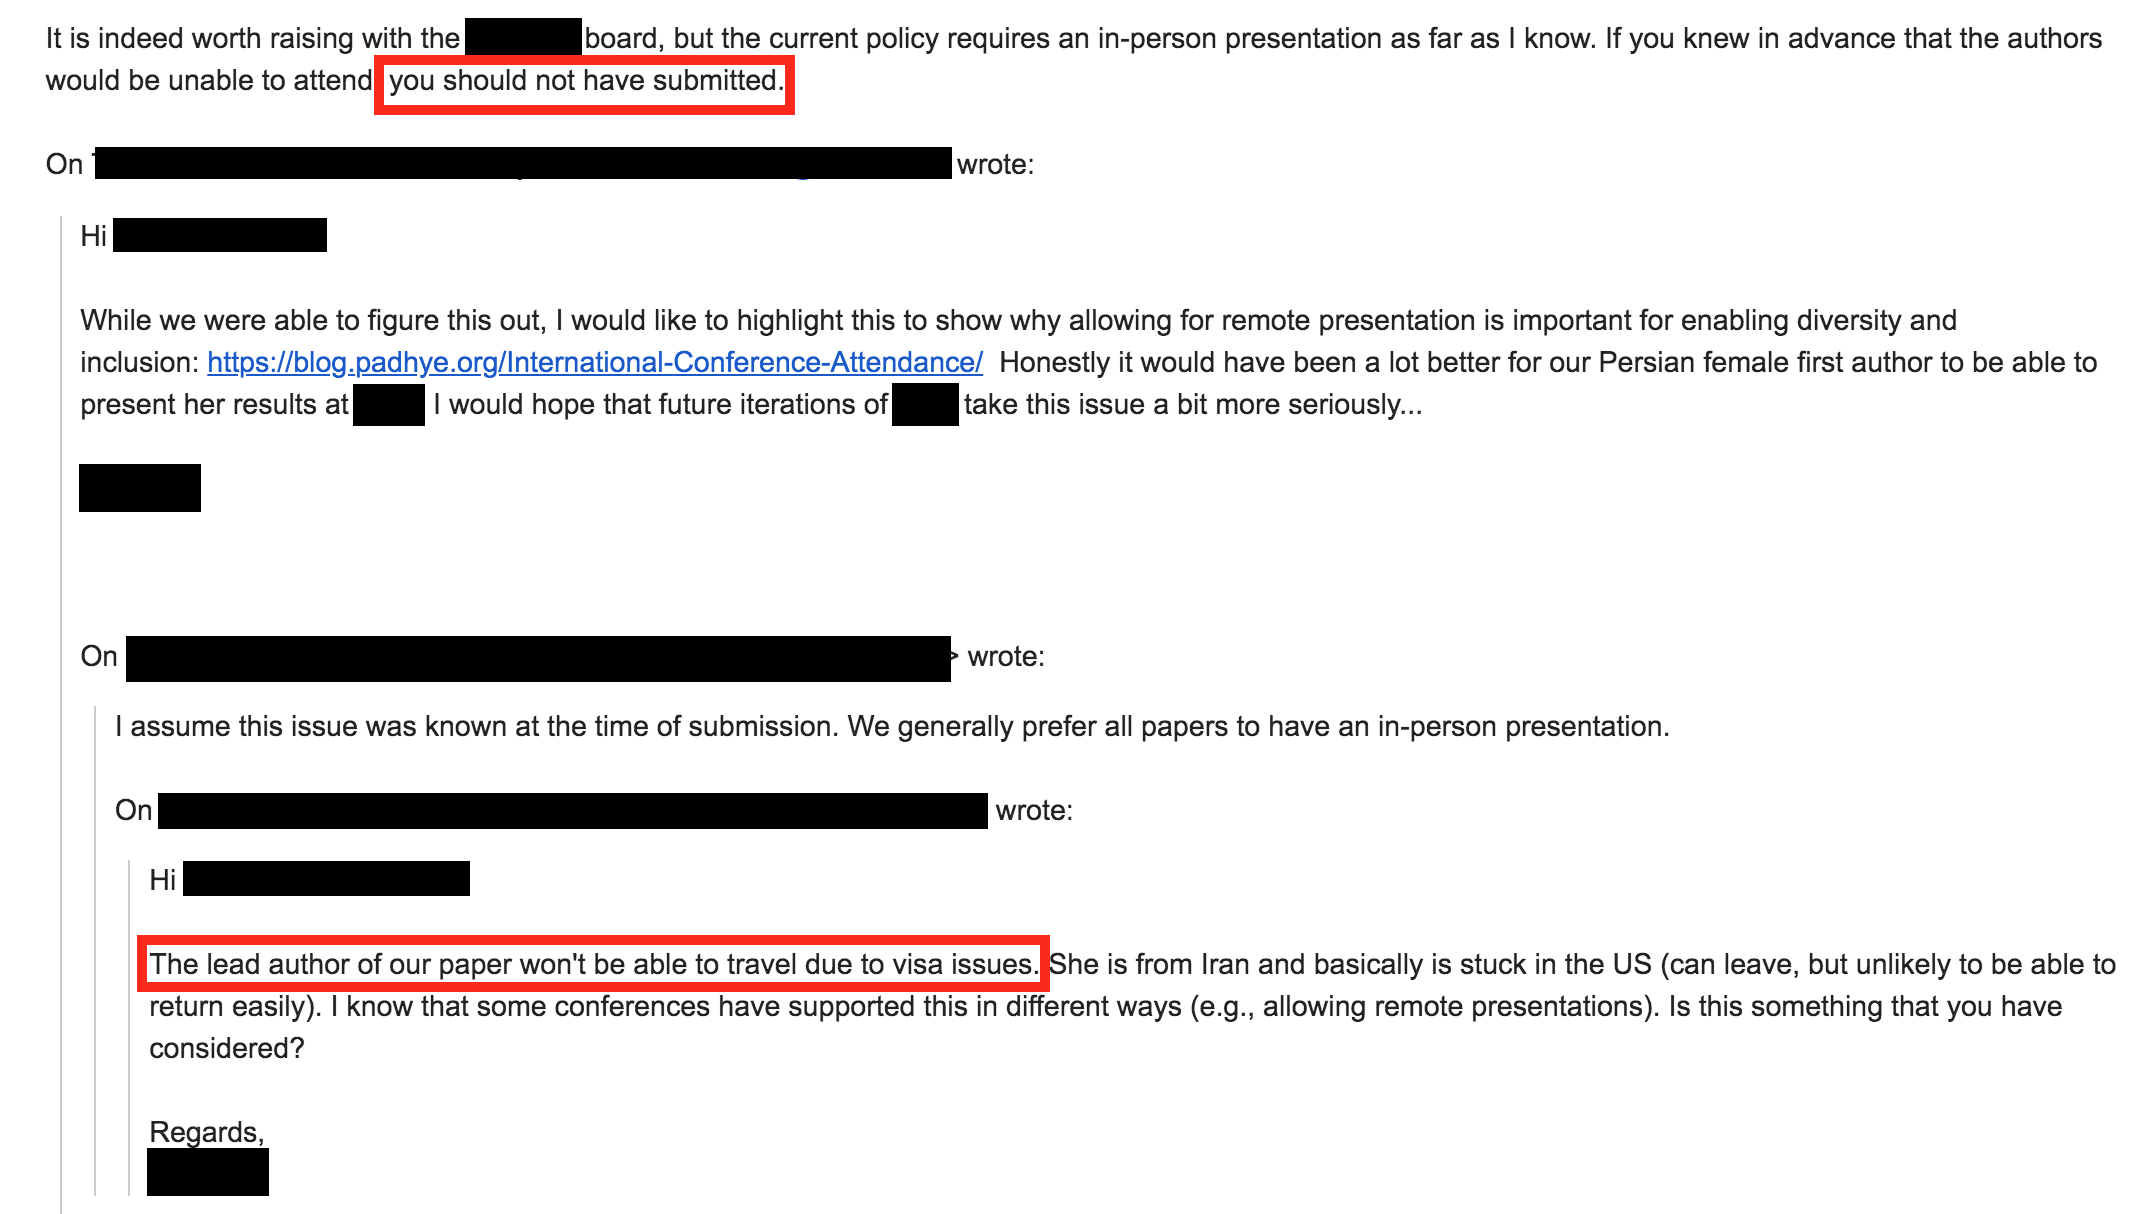 It is indeed worth raising with the board, but the current policy requires an in-person presentation as far as I know. If you knew in advance that the authors
would be unable to attend you should not have submitted.
On wrote:
Hi
While we were able to figure this out, I would like to highlight this to show why allowing for remote presentation is important for enabling diversity and
inclusion: https://blog.padhye.org/International-Conference-Attendance/ Honestly it would have been a lot better for our Persian female first author to be able to
present her results at I would hope that future iterations of take this issue a bit more seriously...
On > wrote:
I assume this issue was known at the time of submission. We generally prefer all papers to have an in-person presentation.
On wrote:
Hi
The lead author of our paper won't be able to travel due to visa issues. She is from Iran and basically is stuck in the US (can leave, but unlikely to be able to
return easily). I know that some conferences have supported this in different ways (e.g., allowing remote presentations). Is this something that you have
considered?
Regards,